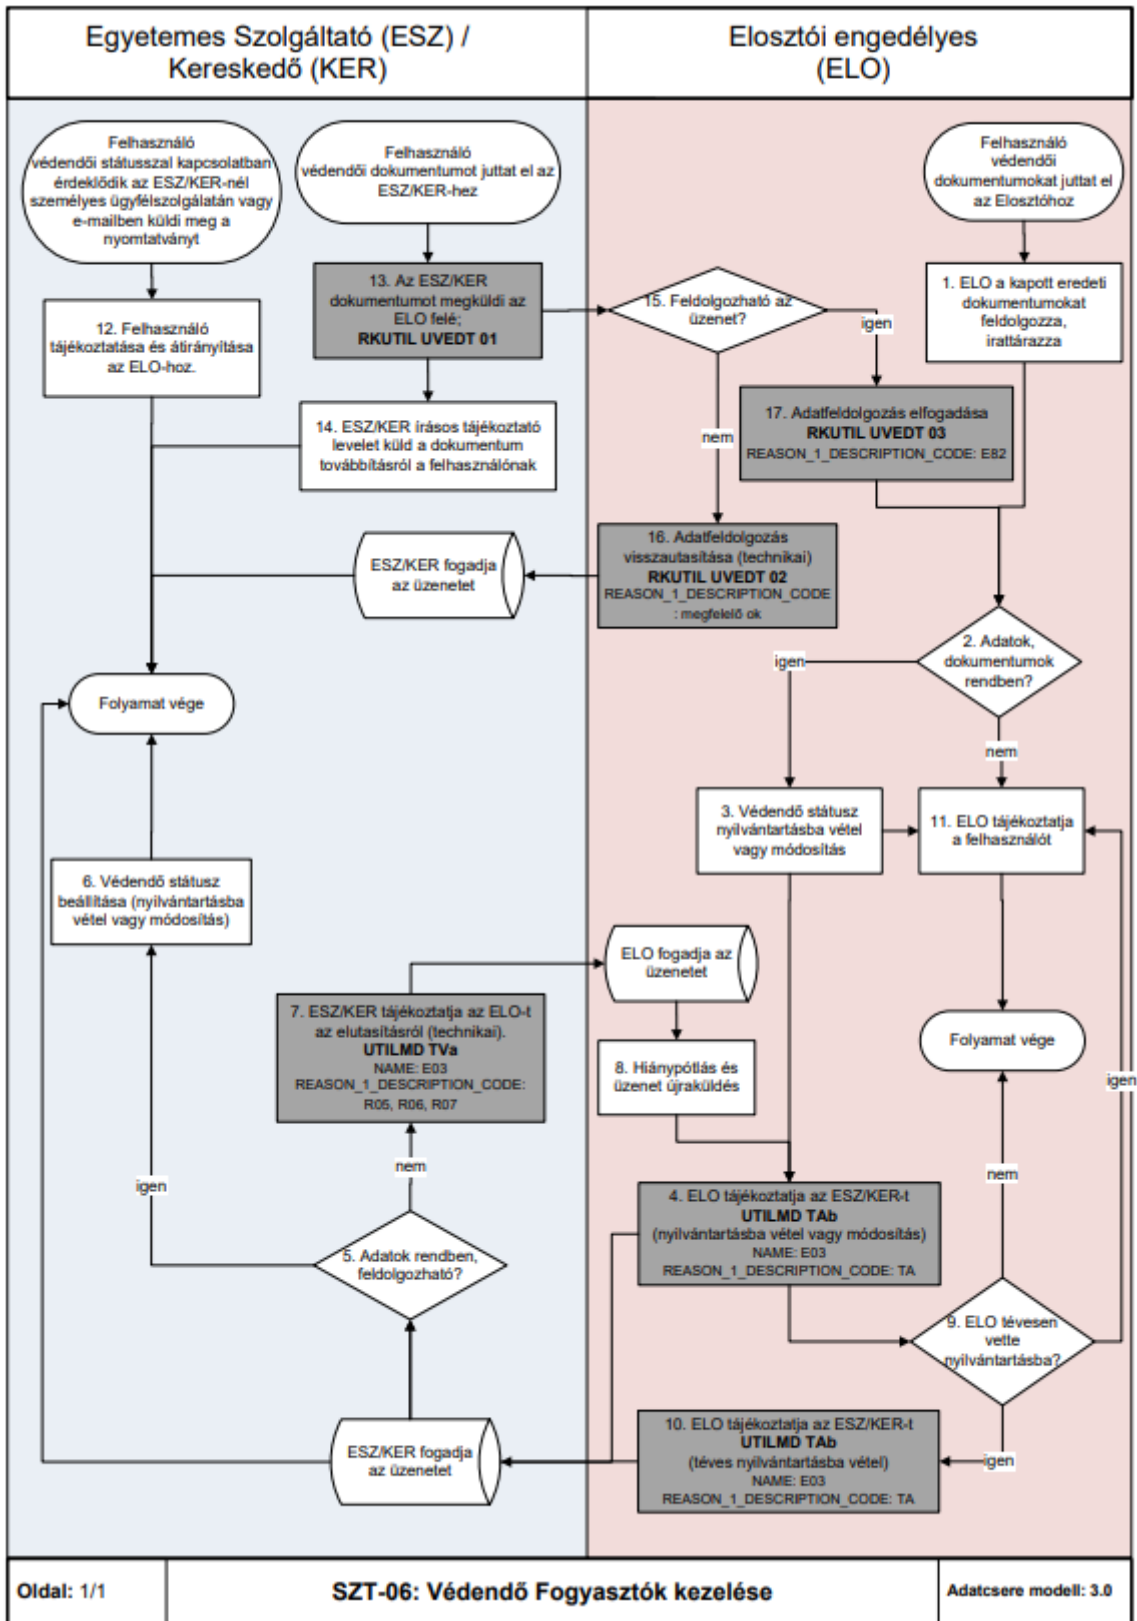 Egyetemes Szolgáltató (ESZ) /
Kereskedő (KER)
Elosztói engedélyes
(ELO)
Felhasználó
védendői státusszal kapcsolatban
érdeklődik az ESZ/KER-nél
személyes ügyfélszolgálatán vagy
e-mailben küldi meg a
nyomtatványt
Felhasználó
védendői dokumentumot juttat el az
ESZ/KER-hez
Felhasználó
védendői
dokumentumokat juttat el
az Elosztóhoz
12. Felhasználó
tájékoztatása és átirányítása
az ELO-hoz.
13. Az ESZ/KER
dokumentumot megküldi az
ELO felé;
RKUTIL UVEDT 01
15. Feldolgozható az
üzenet?
igen
1. ELO a kapott eredeti
dokumentumokat
feldolgozza,
irattárazza
14. ESZ/KER írásos tájékoztató
levelet küld a dokumentum
továbbításról a felhasználónak
nem
17. Adatfeldolgozás elfogadása
RKUTIL UVEDT 03
REASON_1_DESCRIPTION_CODE: E82
ESZ/KER fogadja
az üzenetet
16. Adatfeldolgozás
visszautasítása (technikai)
RKUTIL UVEDT 02
REASON_1_DESCRIPTION_CODE
: megfelelő ok
igen
2. Adatok,
dokumentumok
rendben?
Folyamat vége
nem
3. Védendő státusz
nyilvántartásba vétel
vagy módosítás
11. ELO tájékoztatja
a felhasználót
6. Védendő státusz
beállítása (nyilvántartásba
vétel vagy módosítás)
ELO fogadja az
üzenetet
7. ESZ/KER tájékoztatja az ELO-t
az elutasításról (technikai).
UTILMD TVa
NAME: E03
REASON_1_DESCRIPTION_CODE:
R05, R06, R07
8. Hiánypótlás és
üzenet újraküldés
Folyamat vége
igen
nem
igen
nem
4. ELO tájékoztatja az ESZ/KER-t
UTILMD TAb
(nyilvántartásba vétel vagy módosítás)
NAME: E03
REASON_1_DESCRIPTION_CODE: TA
5. Adatok rendben,
feldolgozható?
9. ELO tévesen
vette
nyilvántartásba?
ESZ/KER fogadja
az üzenetet
10. ELO tájékoztatja az ESZ/KER-t
UTILMD TAb
(téves nyilvántartásba vétel)
NAME: E03
REASON_1_DESCRIPTION_CODE: TA
igen
Oldal: 1/1
SZT-06: Védendő Fogyasztók kezelése
Adatcsere modell: 3.0